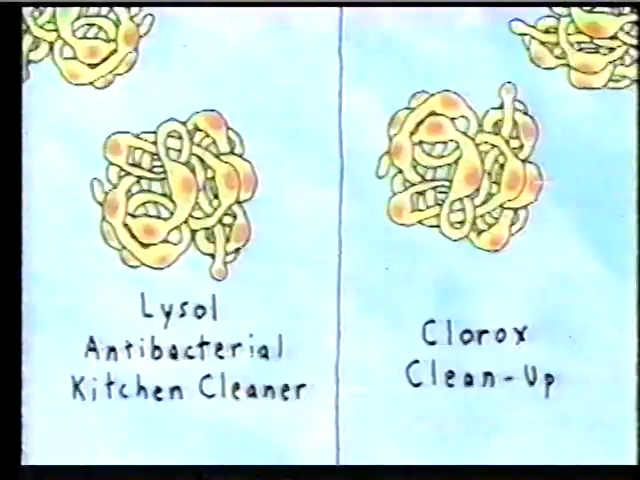 Lysol
Antibacterial
Kitchen Cleaner
Clorox
Clean-Up